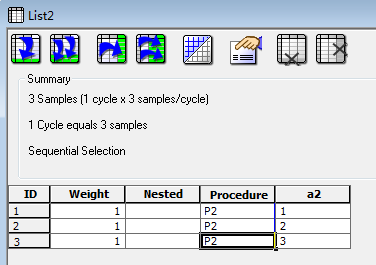 List2
Summary
3 Samples (1 cycle x 3 samples/cycle)
1 Cycle equals 3 samples
Sequential Selection
ID Weight Nested Procedure a2
1 1 P2 1
2 1 P2 2
3 1 P2 3